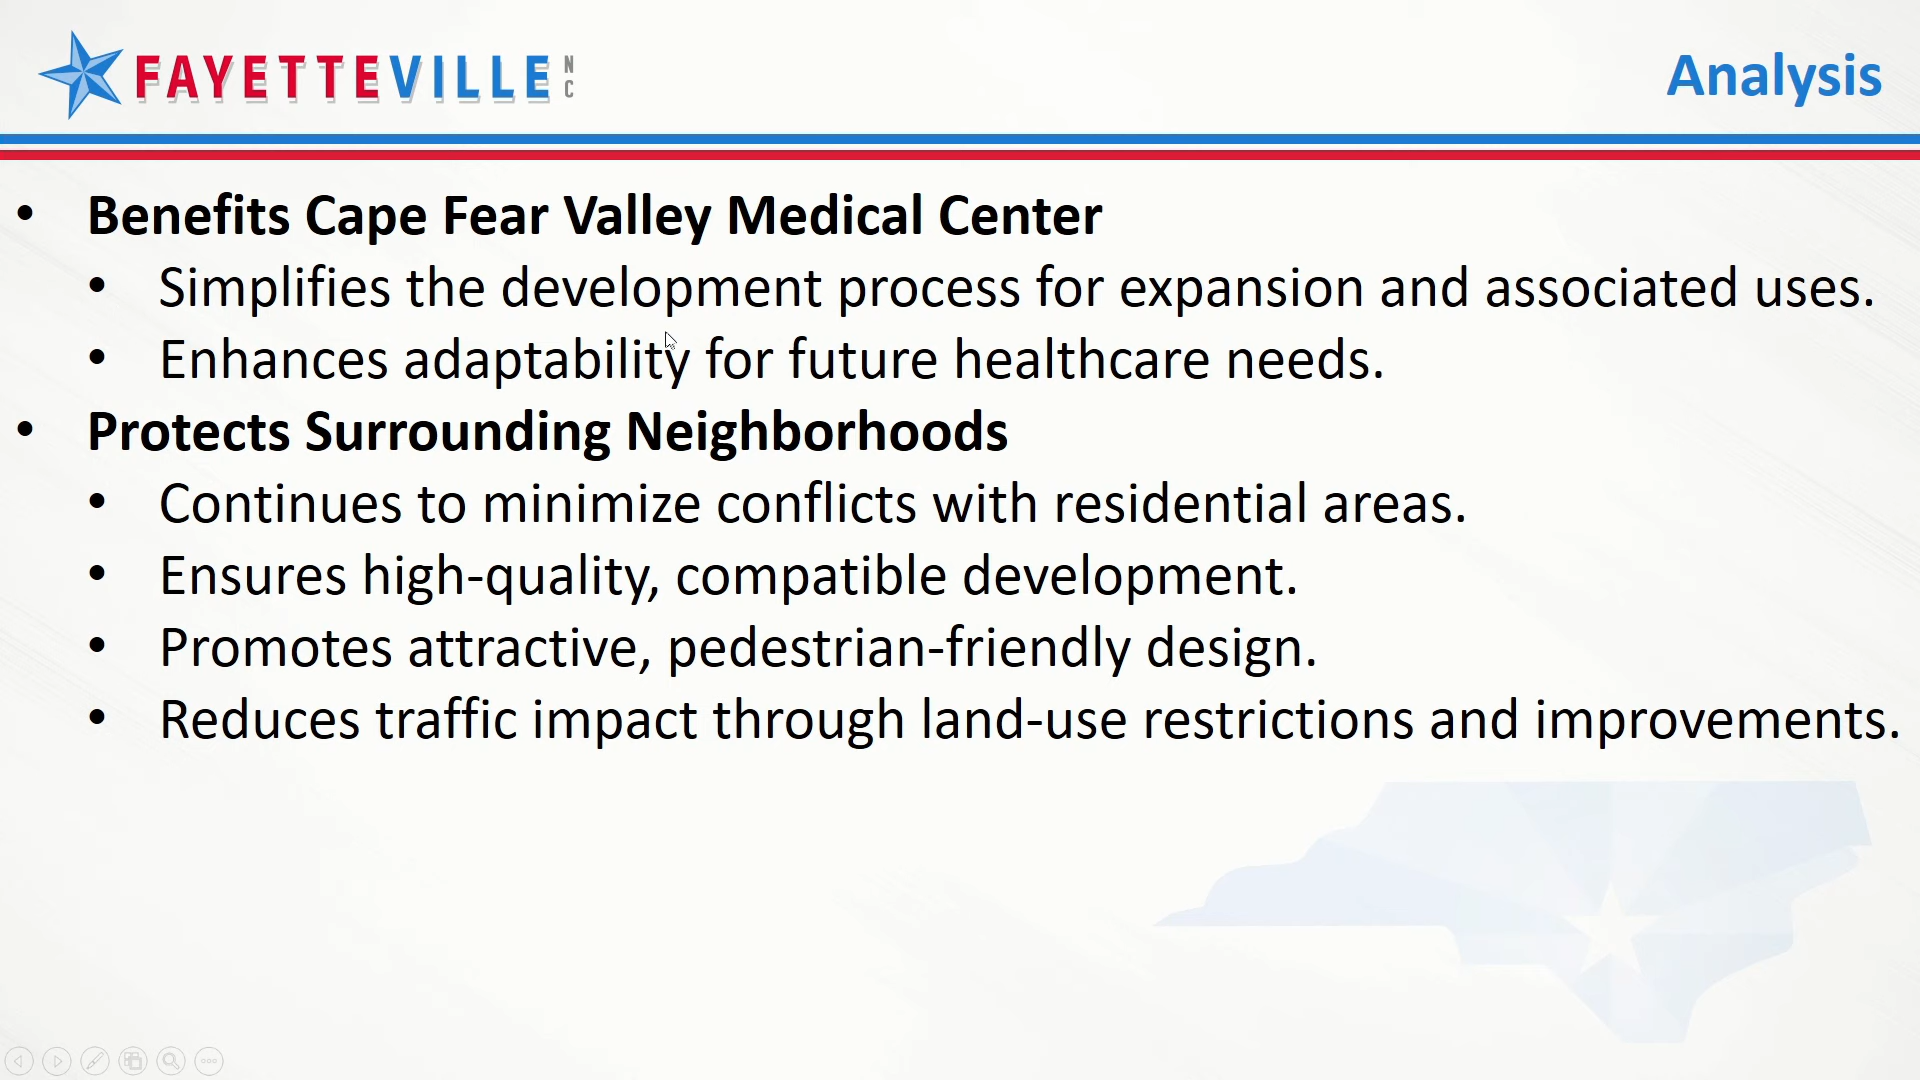 FAYETTEVILLE NC
Analysis
• Benefits Cape Fear Valley Medical Center
• Simplifies the development process for expansion and associated uses.
• Enhances adaptability for future healthcare needs.
• Protects Surrounding Neighborhoods
• Continues to minimize conflicts with residential areas.
• Ensures high-quality, compatible development.
• Promotes attractive, pedestrian-friendly design.
• Reduces traffic impact through land-use restrictions and improvements.